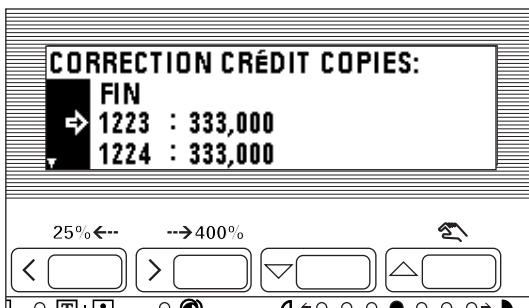 CORRECTION CRÉDIT COPIES:
FIN
1223 : 333,000
1224 : 333,000
25% ←-- --→ 400%
T